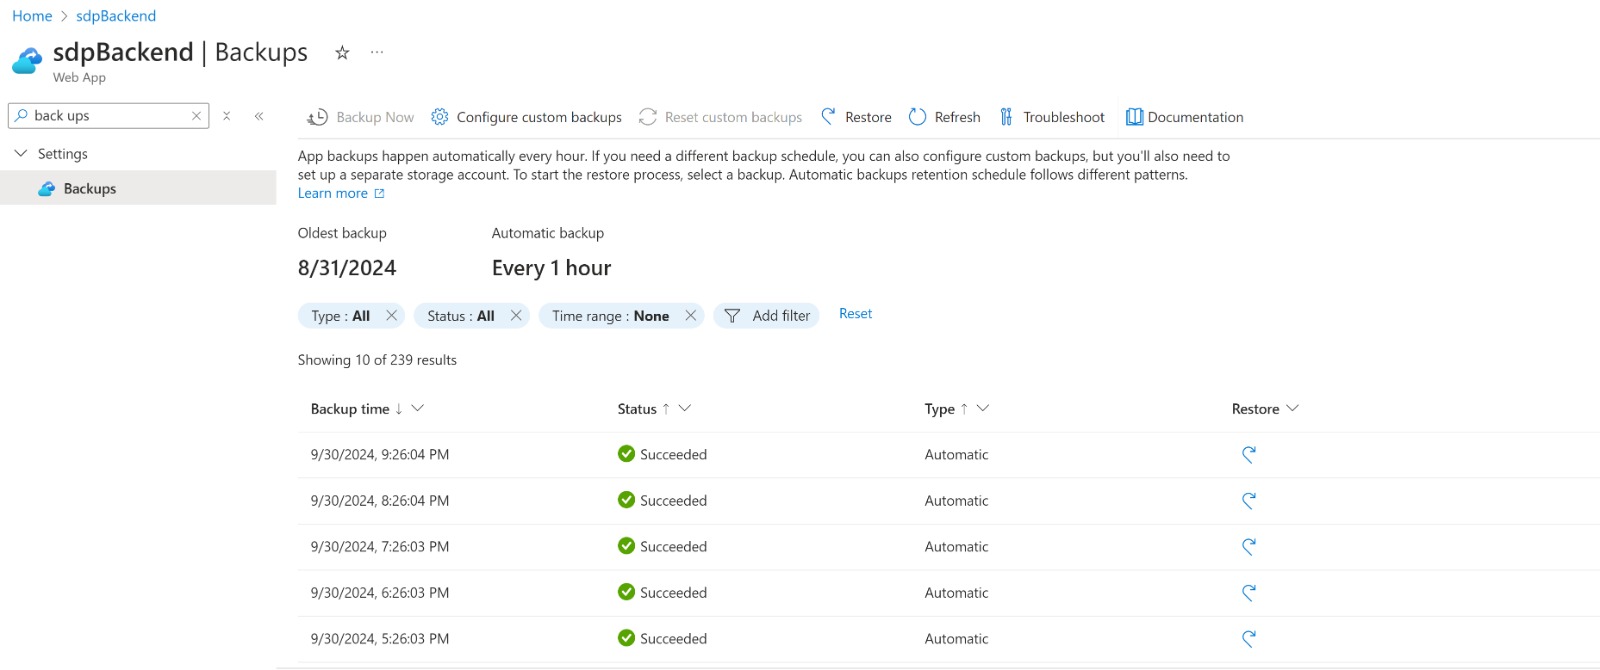 Home > sdpBackend
sdpBackend | Backups
Web App
back ups
Settings
Backups
Backup Now Configure custom backups Reset custom backups Restore Refresh Troubleshoot Documentation
App backups happen automatically every hour. If you need a different backup schedule, you can also configure custom backups, but you'll also need to
set up a separate storage account. To start the restore process, select a backup. Automatic backups retention schedule follows different patterns.
Learn more
Oldest backup Automatic backup
8/31/2024 Every 1 hour
Type : All Status : All Time range : None Add filter Reset
Showing 10 of 239 results
Backup time Status Type Restore
9/30/2024, 9:26:04 PM Succeeded Automatic
9/30/2024, 8:26:04 PM Succeeded Automatic
9/30/2024, 7:26:03 PM Succeeded Automatic
9/30/2024, 6:26:03 PM Succeeded Automatic
9/30/2024, 5:26:03 PM Succeeded Automatic